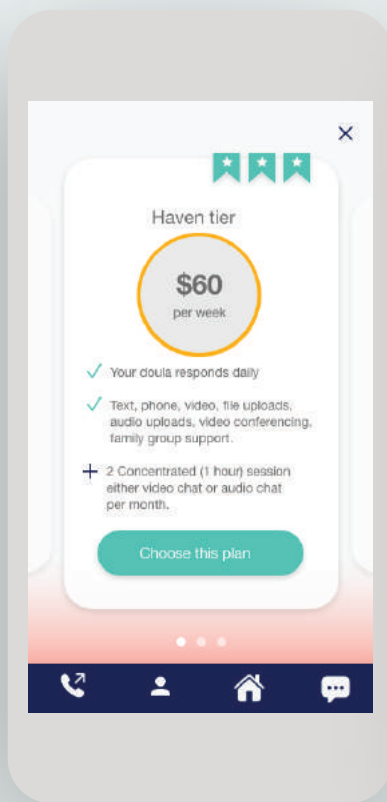 Haven tier
$60
per week
Your doula responds daily
Text, phone, video, file uploads,
audio uploads, video conferencing,
family group support.
2 Concentrated (1 hour) session
either video chat or audio chat
per month.
Choose this plan